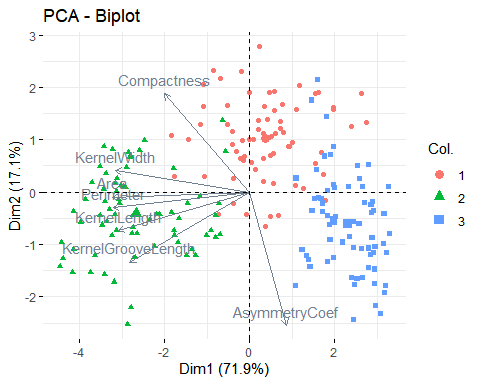 PCA - Biplot
3
2
1
0
-1
-2
Dim2 (17.1%)
Compactness
KernelWidth
Area
Perimeter
KernelLength
KernelGrooveLength
AsymmetryCoef
-4
-2
0
2
Dim1 (71.9%)
Col.
1
2
3